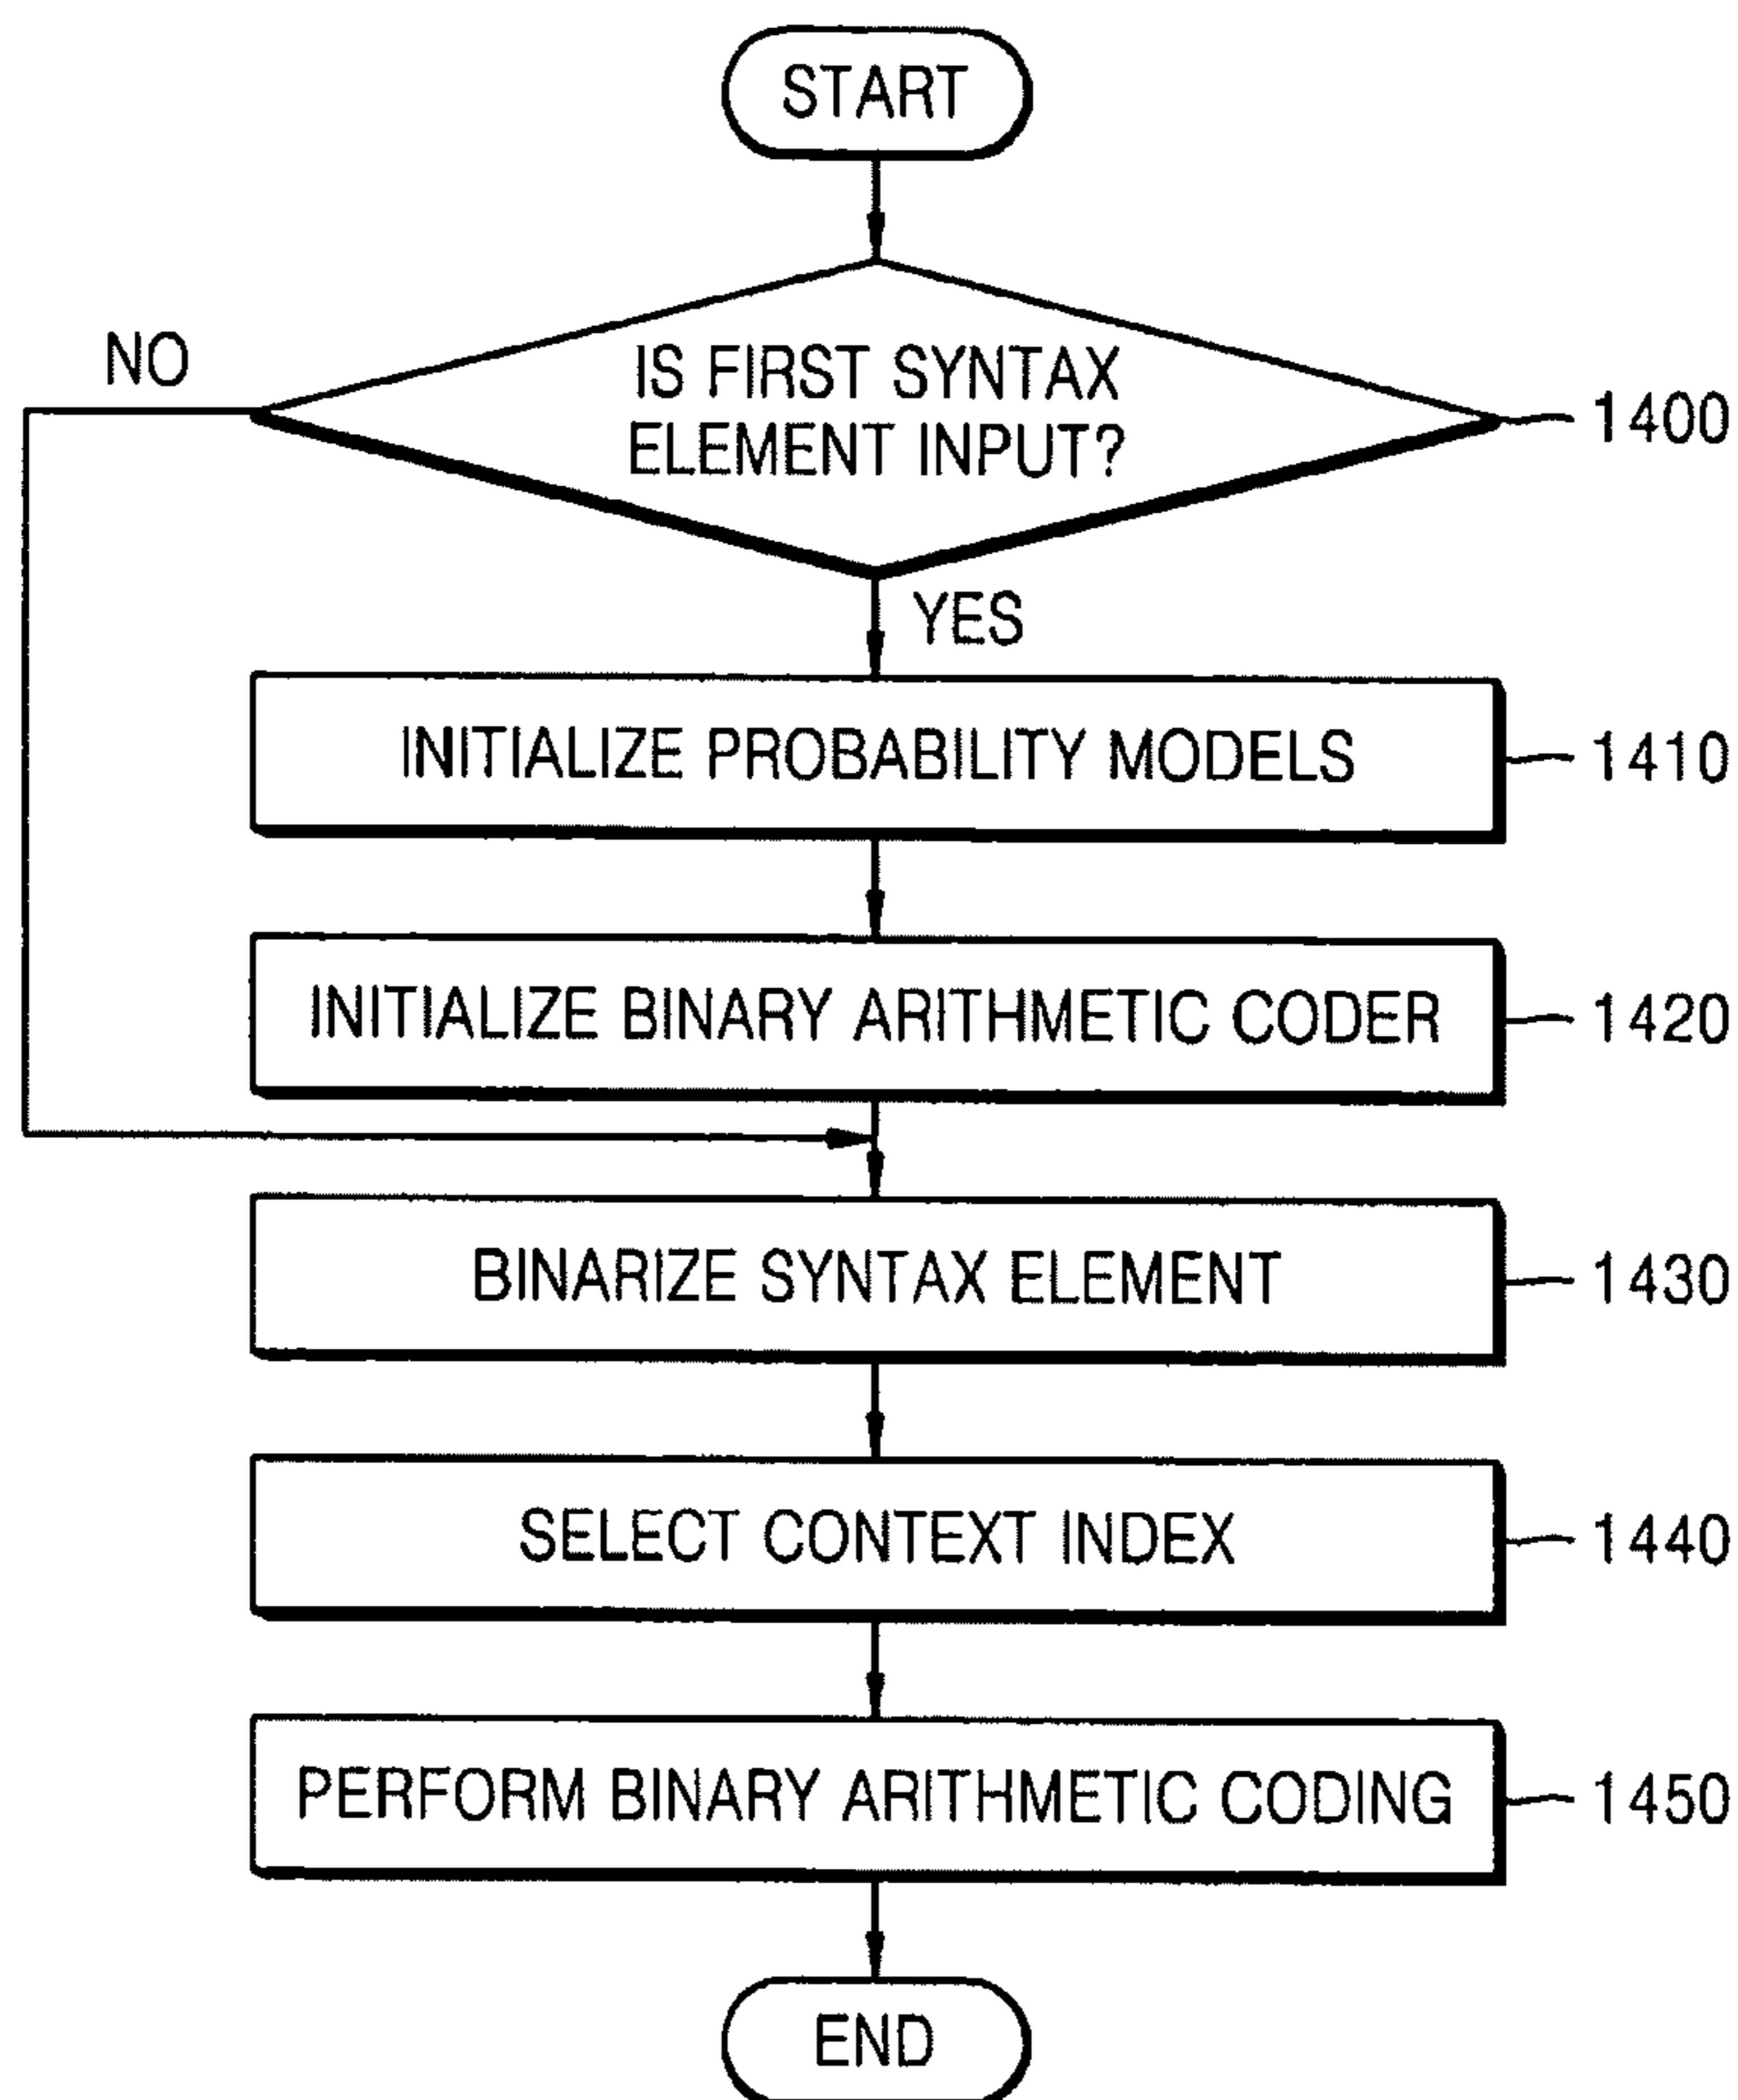 START
NO
IS FIRST SYNTAX
ELEMENT INPUT?
1400
YES
INITIALIZE PROBABILITY MODELS
1410
INITIALIZE BINARY ARITHMETIC CODER
1420
BINARIZE SYNTAX ELEMENT
1430
SELECT CONTEXT INDEX
1440
PERFORM BINARY ARITHMETIC CODING
1450
END